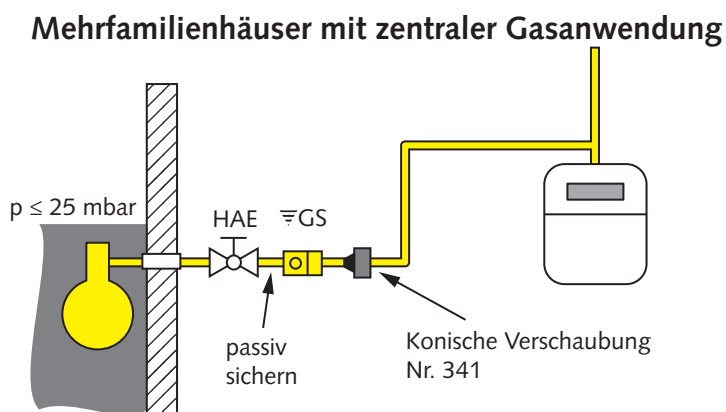 Mehrfamilienhäuser mit zentraler Gasanwendung
p ≤ 25 mbar
HAE
GS
passiv
sichern
Konische Verschaubung
Nr. 341